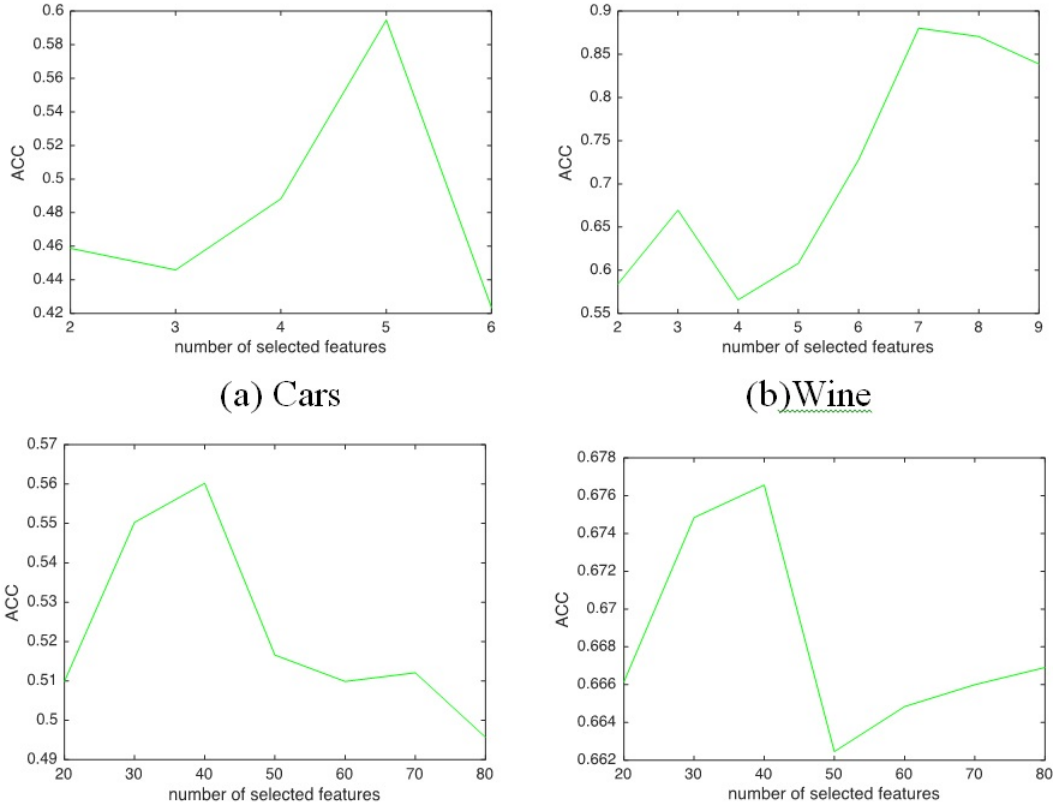 0.6
0.58
0.56
0.54
0.52
0.5
0.48
0.46
0.44
0.42
ACC
2 3 4 5 6
number of selected features
(a) Cars
0.9
0.85
0.8
0.75
0.7
0.65
0.6
0.55
ACC
2 3 4 5 6 7 8 9
number of selected features
(b)Wine
0.57
0.56
0.55
0.54
0.53
0.52
0.51
0.5
0.49
ACC
20 30 40 50 60 70 80
number of selected features
0.678
0.676
0.674
0.672
0.67
0.668
0.666
0.664
0.662
ACC
20 30 40 50 60 70 80
number of selected features